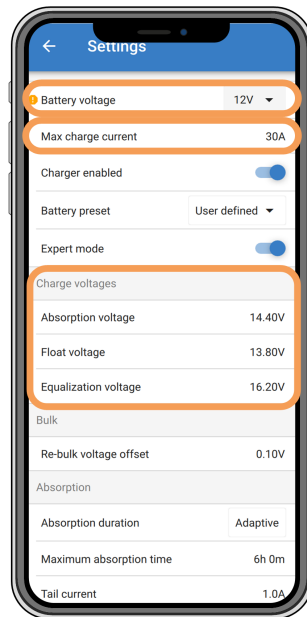 Settings
Battery voltage 12V
Max charge current 30A
Charger enabled
Battery preset User defined
Expert mode
Charge voltages
Absorption voltage 14.40V
Float voltage 13.80V
Equalization voltage 16.20V
Bulk
Re-bulk voltage offset 0.10V
Absorption
Absorption duration Adaptive
Maximum absorption time 6h 0m
Tail current 1.0A